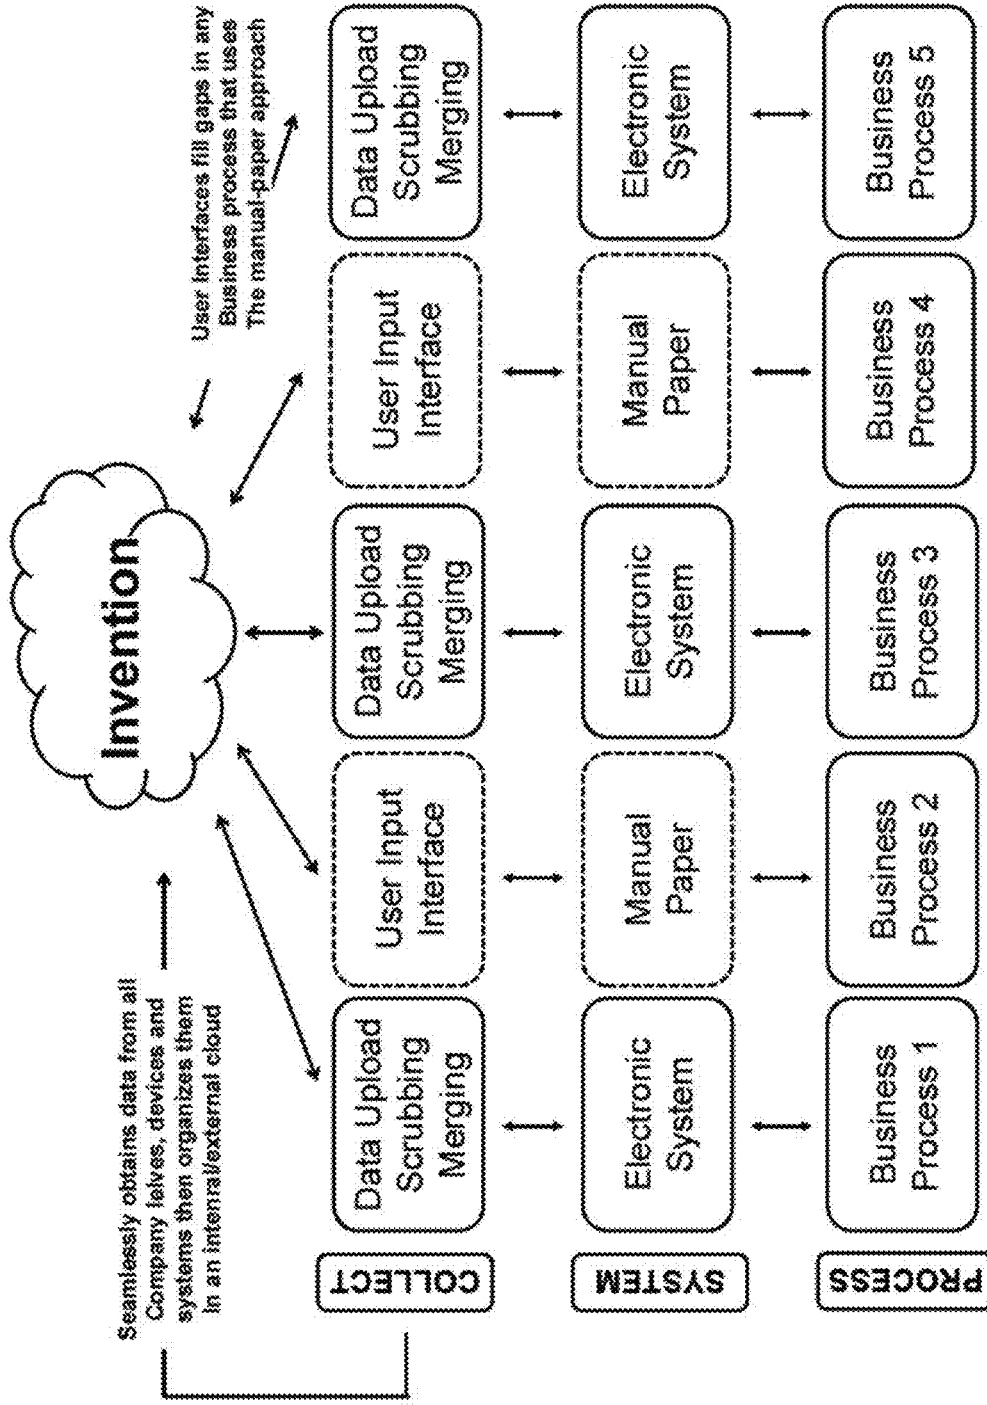 Seamlessly obtains data from all
Company lelves, devices and
systems then organizes them
In an intenral/external cloud
Invention
User Interfaces fill gaps in any
Business process that uses
The manual-paper approach
COLLECT
Data Upload
Scrubbing
Merging
User Input
Interface
Data Upload
Scrubbing
Merging
User Input
Interface
Data Upload
Scrubbing
Merging
SYSTEM
Electronic
System
Manual
Paper
Electronic
System
Manual
Paper
Electronic
System
PROCESS
Business
Process 1
Business
Process 2
Business
Process 3
Business
Process 4
Business
Process 5